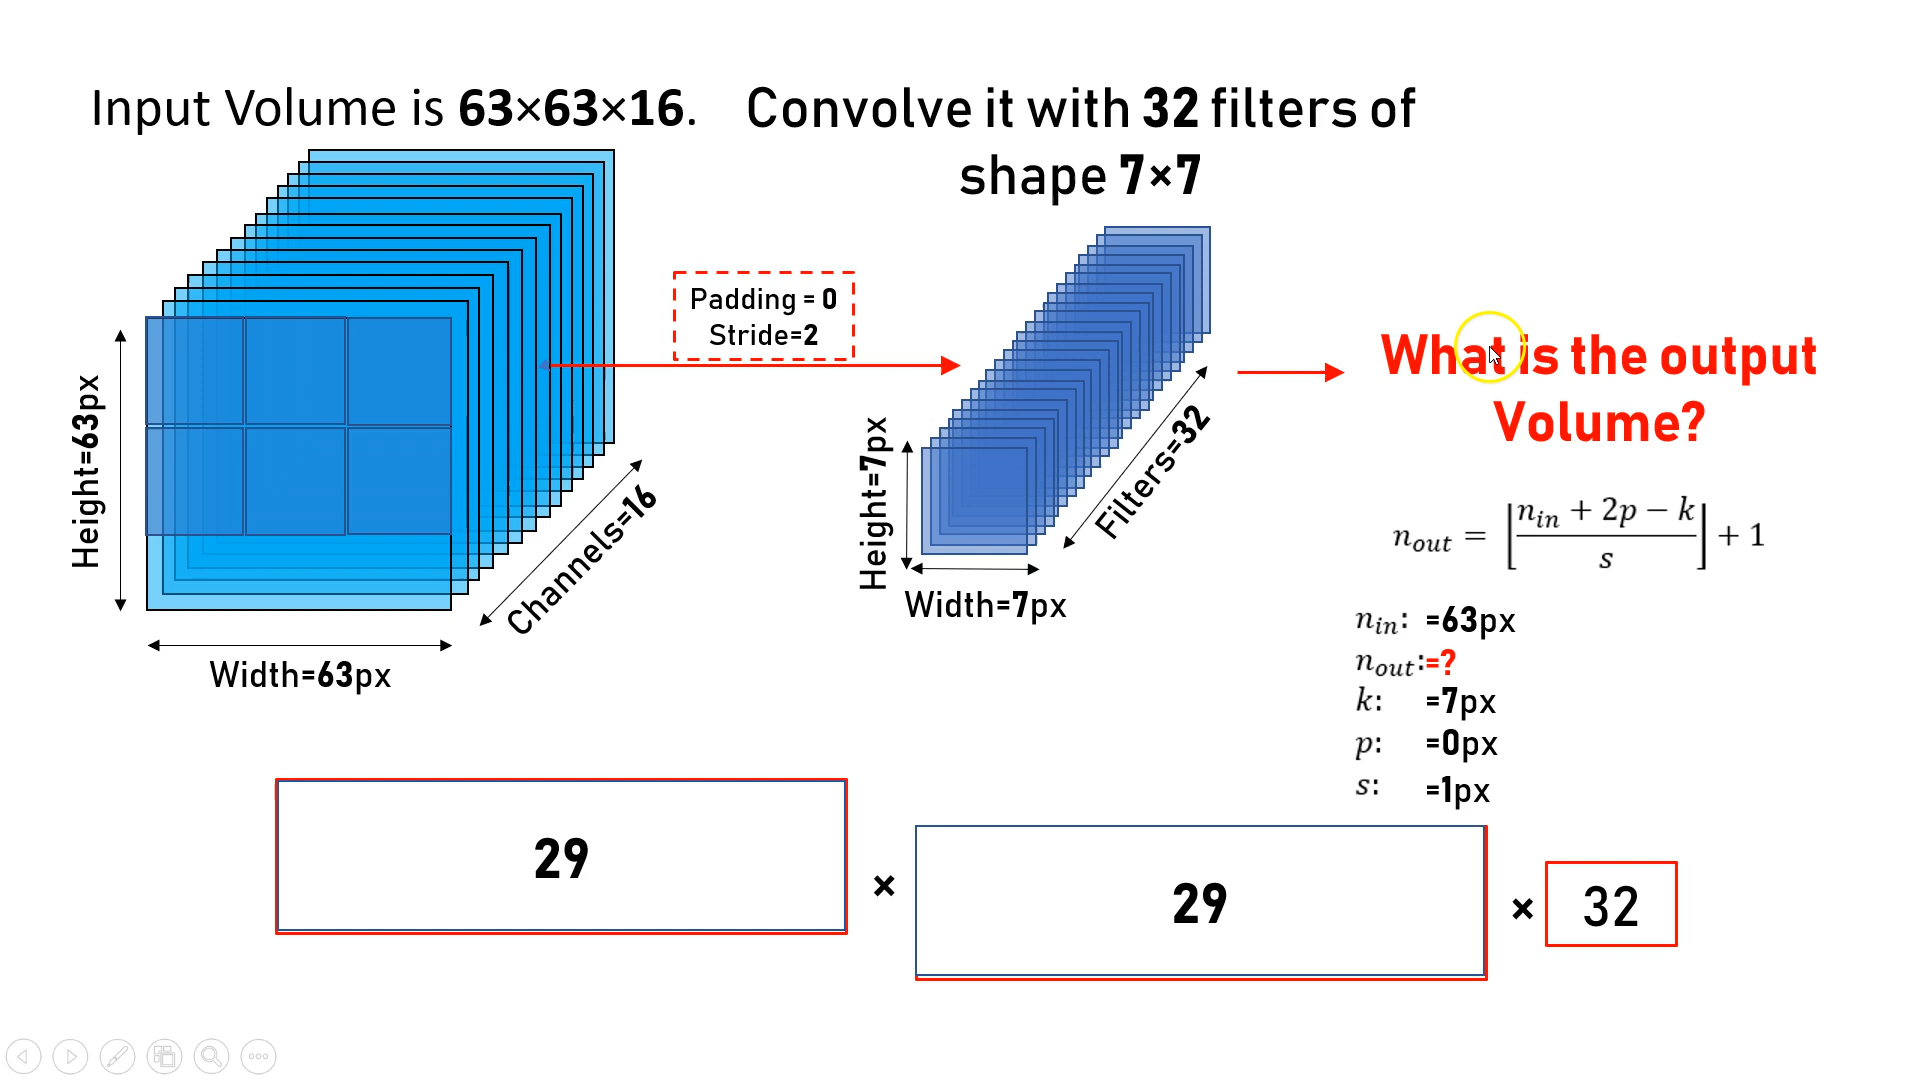 Input Volume is 63×63×16.
Convolve it with 32 filters of
shape 7×7
Padding = 0
Stride=2
Height=63px
Width=63px
Channels=16
Height=7px
Width=7px
Filters=32
What is the output
Volume?
n_out = ⌊(n_in + 2p − k)/s⌋ + 1
n_in: =63px
n_out: =?
k: =7px
p: =0px
s: =1px
29 × 29 × 32